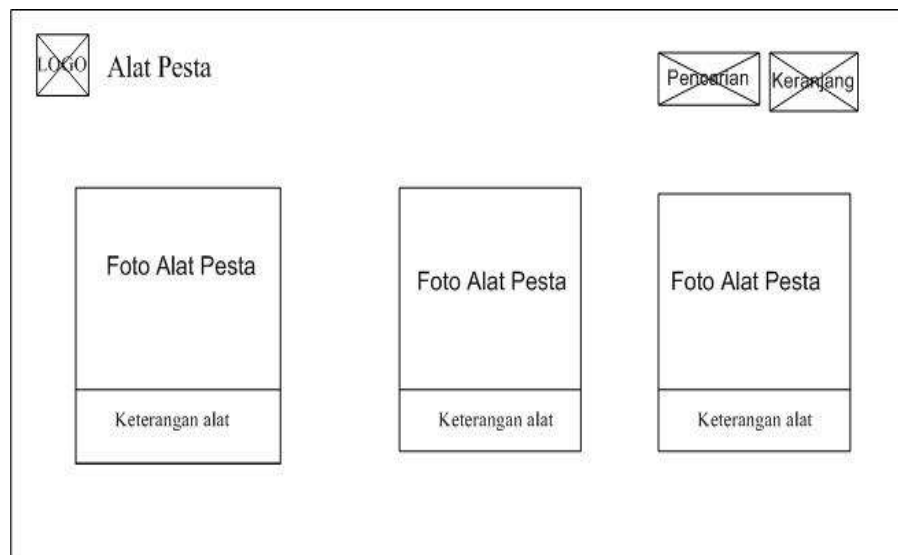 LOGO
Alat Pesta
Pencarian
Keranjang
Foto Alat Pesta
Keterangan alat
Foto Alat Pesta
Keterangan alat
Foto Alat Pesta
Keterangan alat